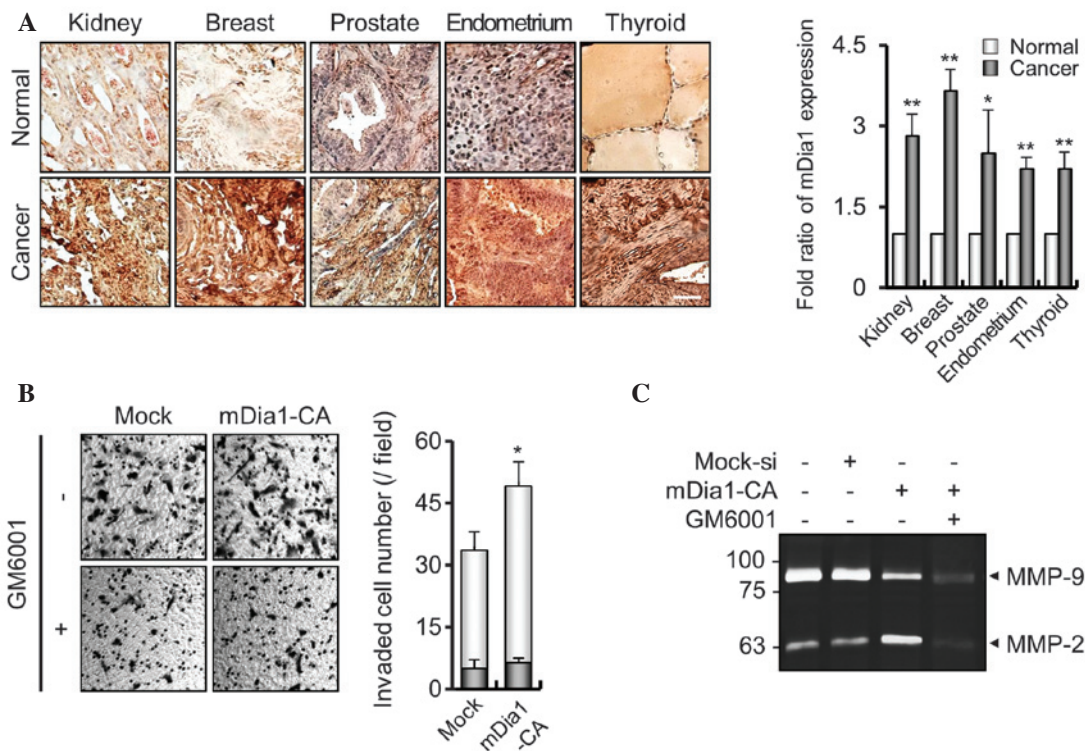 A
Kidney Breast Prostate Endometrium Thyroid
Normal
Cancer
Fold ratio of mDia1 expression
4.5
3
1.5
0
Normal
Cancer
** ** * ** **
Kidney Breast Prostate Endometrium Thyroid
B
Mock mDia1-CA
GM6001
-
+
Invaded cell number (/ field)
60
45
30
15
0
*
Mock mDia1
-CA
C
Mock-si - + - -
mDia1-CA - - + +
GM6001 - - - +
100
75
63
MMP-9
MMP-2